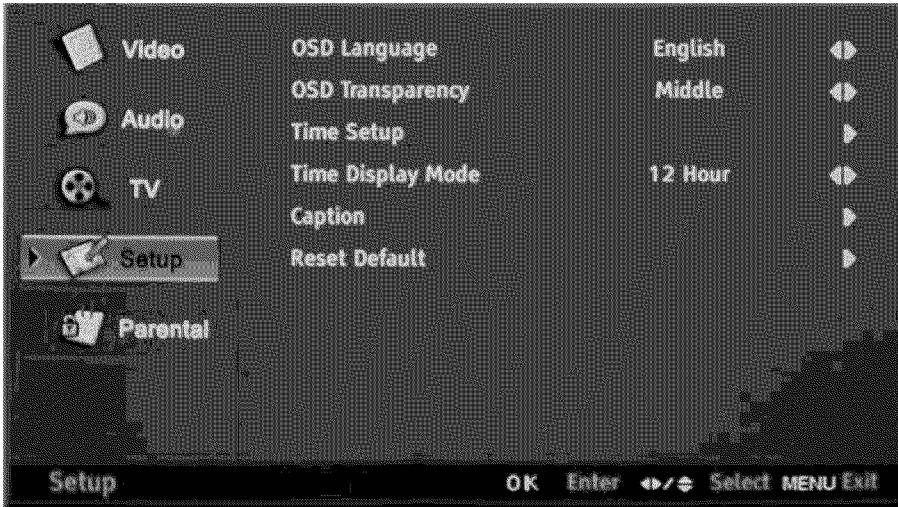 Video
Audio
TV
Setup
Parental
OSD Language English
OSD Transparency Middle
Time Setup
Time Display Mode 12 Hour
Caption
Reset Default
Setup OK Enter / Select MENU Exit